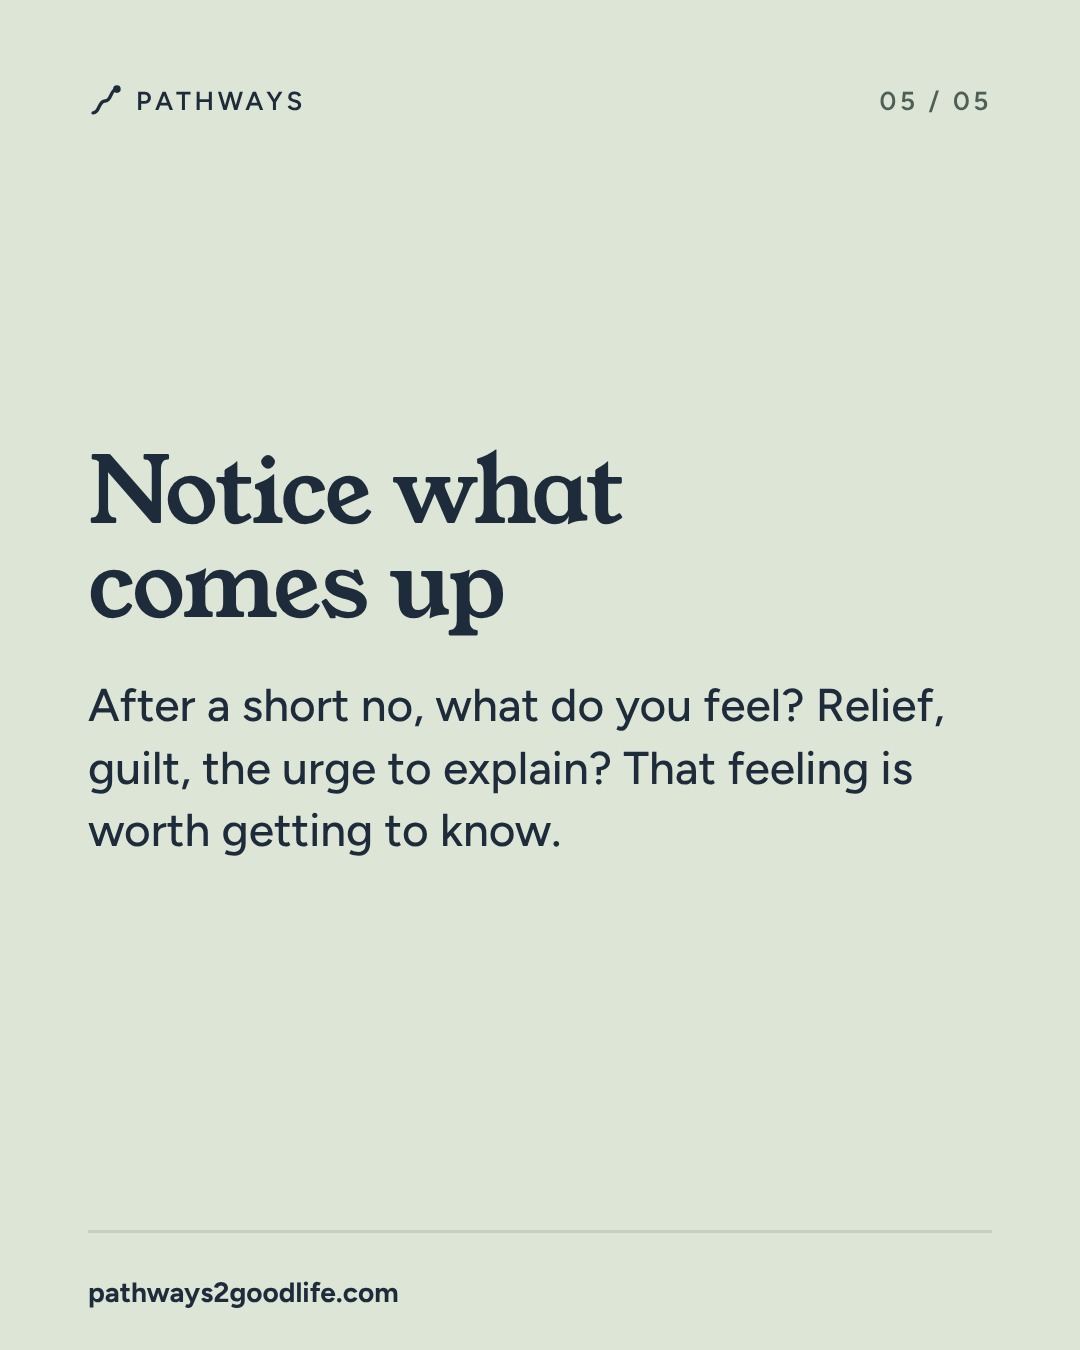 PATHWAYS
05 / 05
Notice what
comes up
After a short no, what do you feel? Relief,
guilt, the urge to explain? That feeling is
worth getting to know.
pathways2goodlife.com